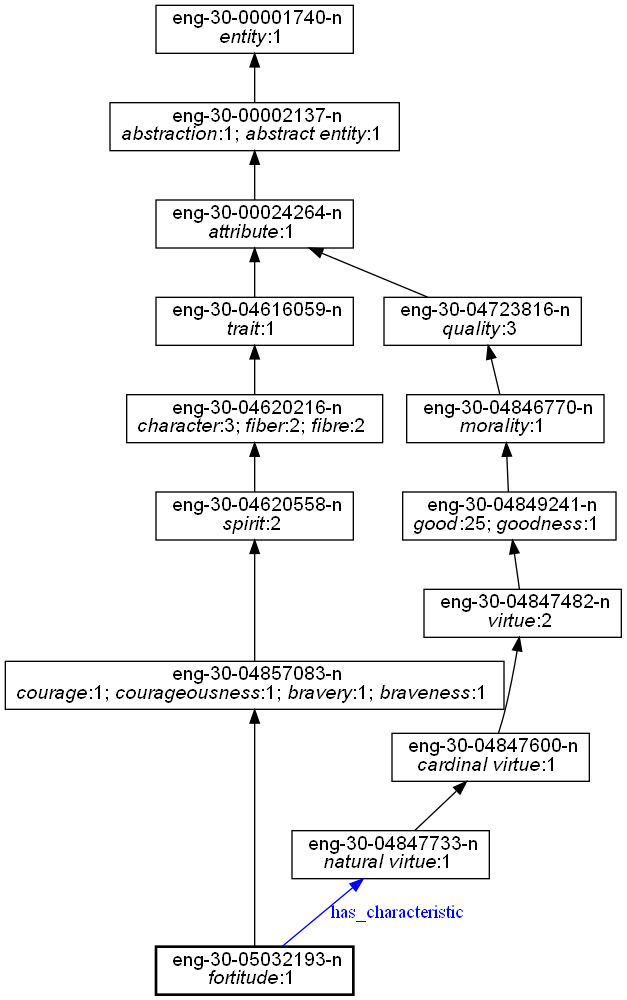 eng-30-00001740-n
entity:1
eng-30-00002137-n
abstraction:1; abstract entity:1
eng-30-00024264-n
attribute:1
eng-30-04616059-n
trait:1
eng-30-04723816-n
quality:3
eng-30-04620216-n
character:3; fiber:2; fibre:2
eng-30-04846770-n
morality:1
eng-30-04620558-n
spirit:2
eng-30-04849241-n
good:25; goodness:1
eng-30-04847482-n
virtue:2
eng-30-04857083-n
courage:1; courageousness:1; bravery:1; braveness:1
eng-30-04847600-n
cardinal virtue:1
eng-30-04847733-n
natural virtue:1
has_characteristic
eng-30-05032193-n
fortitude:1